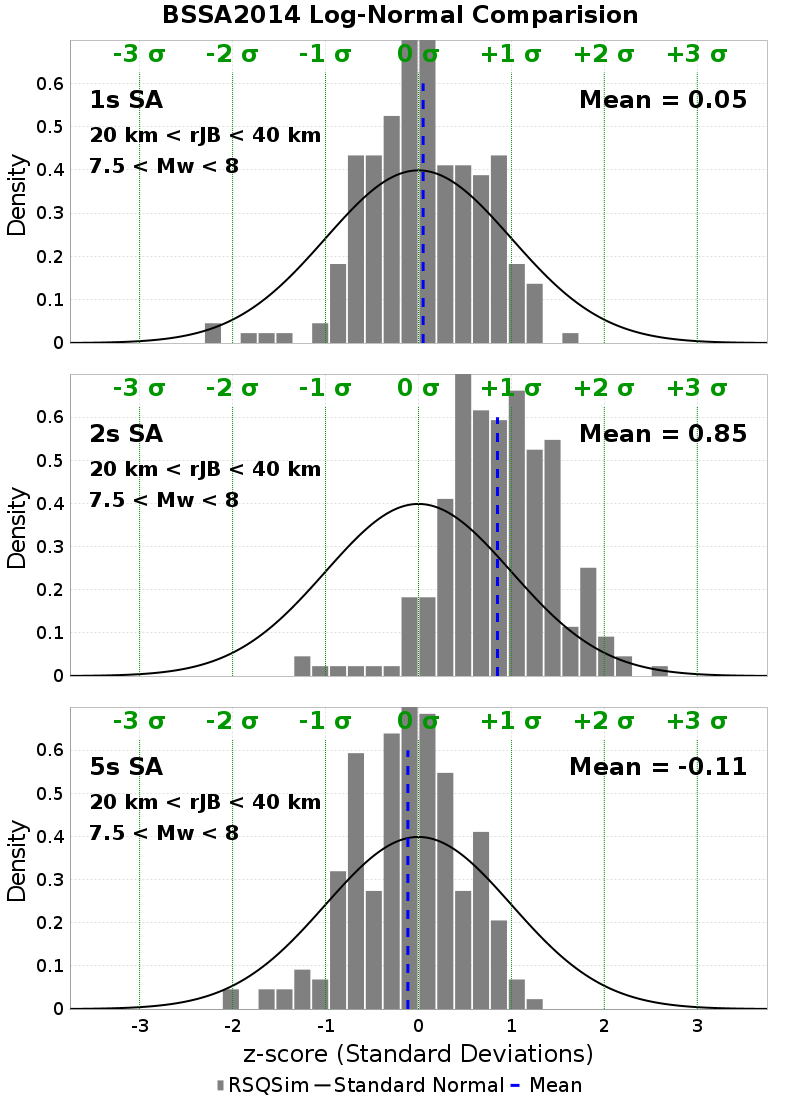 BSSA2014 Log-Normal Comparision
-3 σ -2 σ -1 σ 0 σ +1 σ +2 σ +3 σ
1s SA
Mean = 0.05
20 km < rJB < 40 km
7.5 < Mw < 8
0.6
0.5
0.4
0.3
0.2
0.1
0
Density
-3 σ -2 σ -1 σ 0 σ +1 σ +2 σ +3 σ
2s SA
Mean = 0.85
20 km < rJB < 40 km
7.5 < Mw < 8
0.6
0.5
0.4
0.3
0.2
0.1
0
Density
-3 σ -2 σ -1 σ 0 σ +1 σ +2 σ +3 σ
5s SA
Mean = -0.11
20 km < rJB < 40 km
7.5 < Mw < 8
0.6
0.5
0.4
0.3
0.2
0.1
0
Density
-3 -2 -1 0 1 2 3
z-score (Standard Deviations)
RSQSim Standard Normal Mean